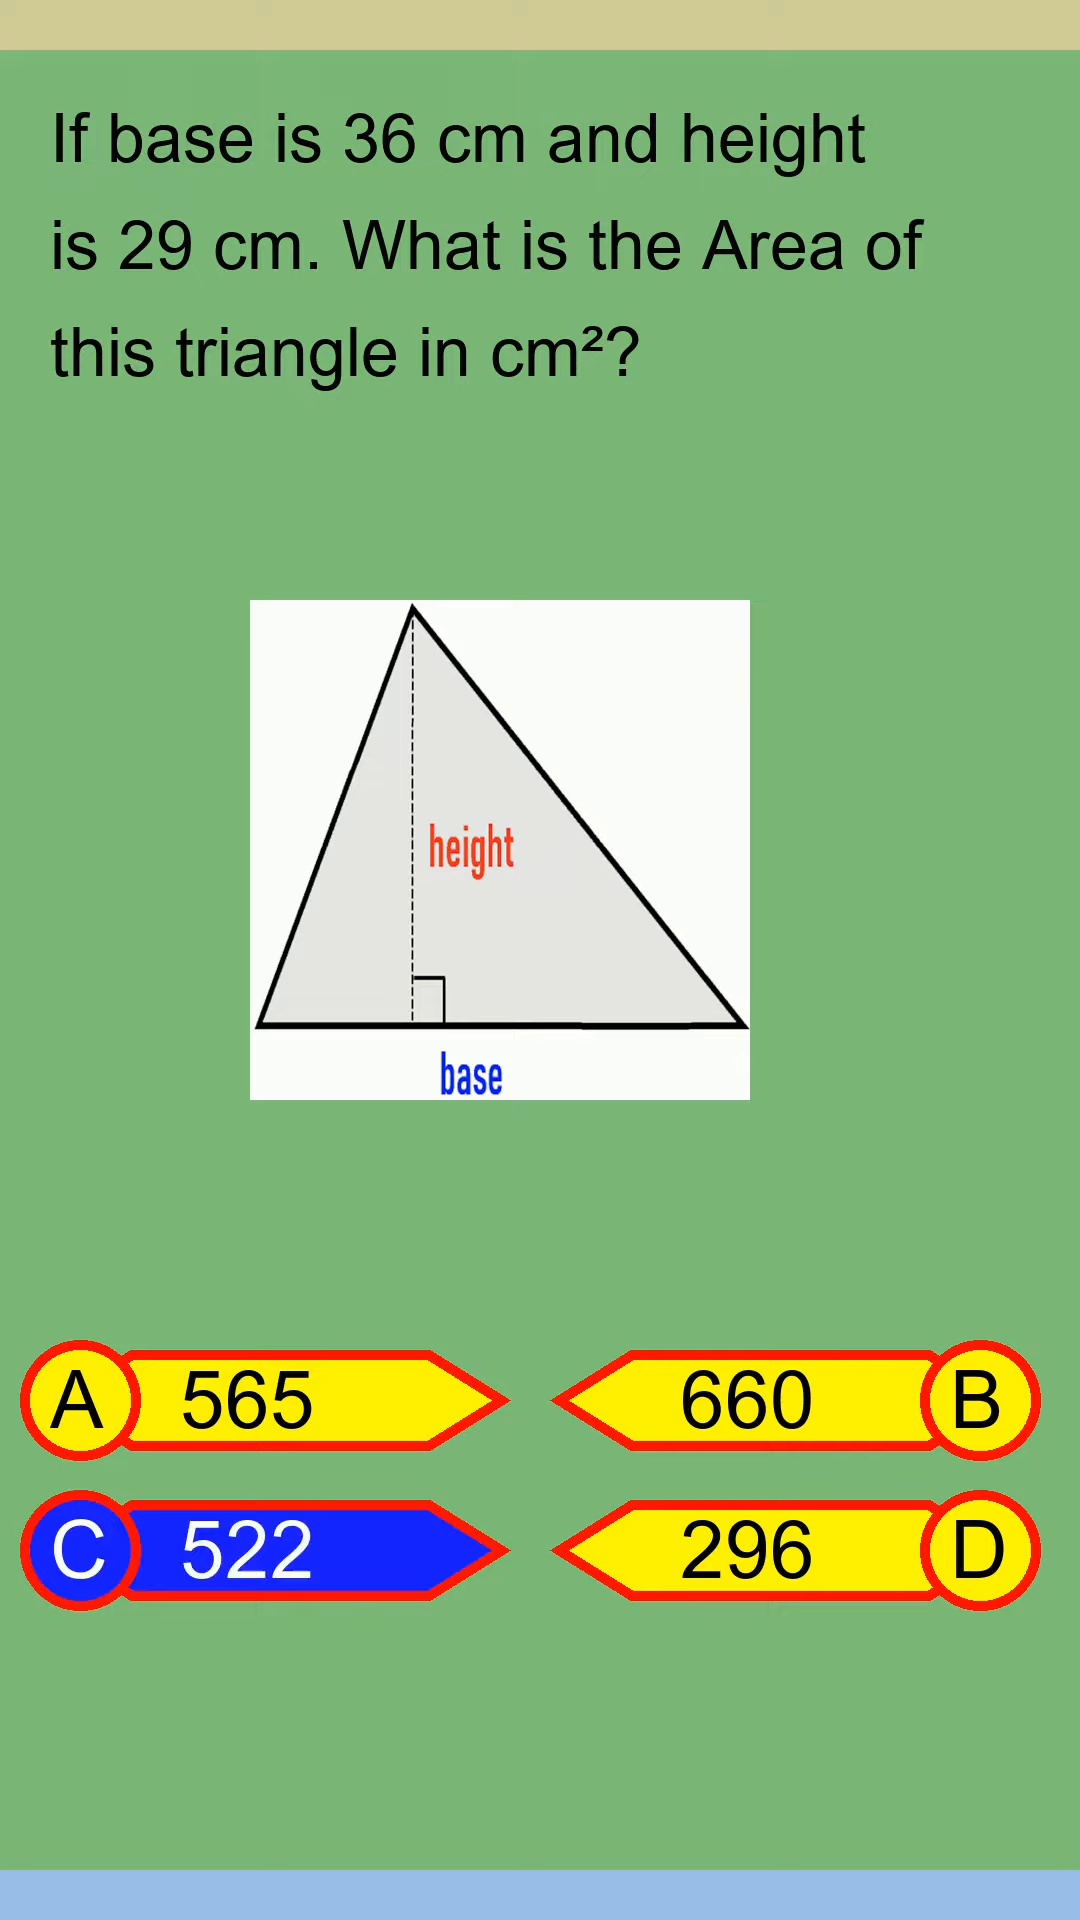 If base is 36 cm and height
is 29 cm. What is the Area of
this triangle in cm²?
height
base
A 565
660 B
C 522
296 D